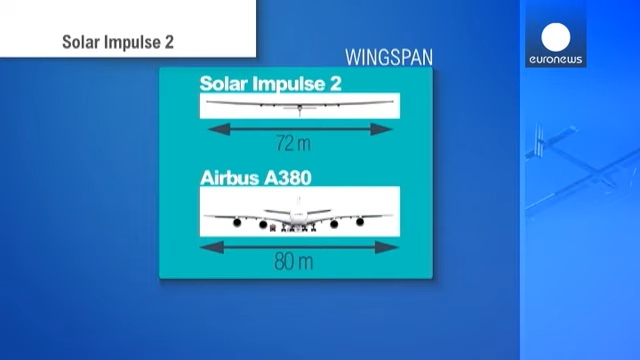 Solar Impulse 2
euronews
WINGSPAN
Solar Impulse 2
72 m
Airbus A380
80 m